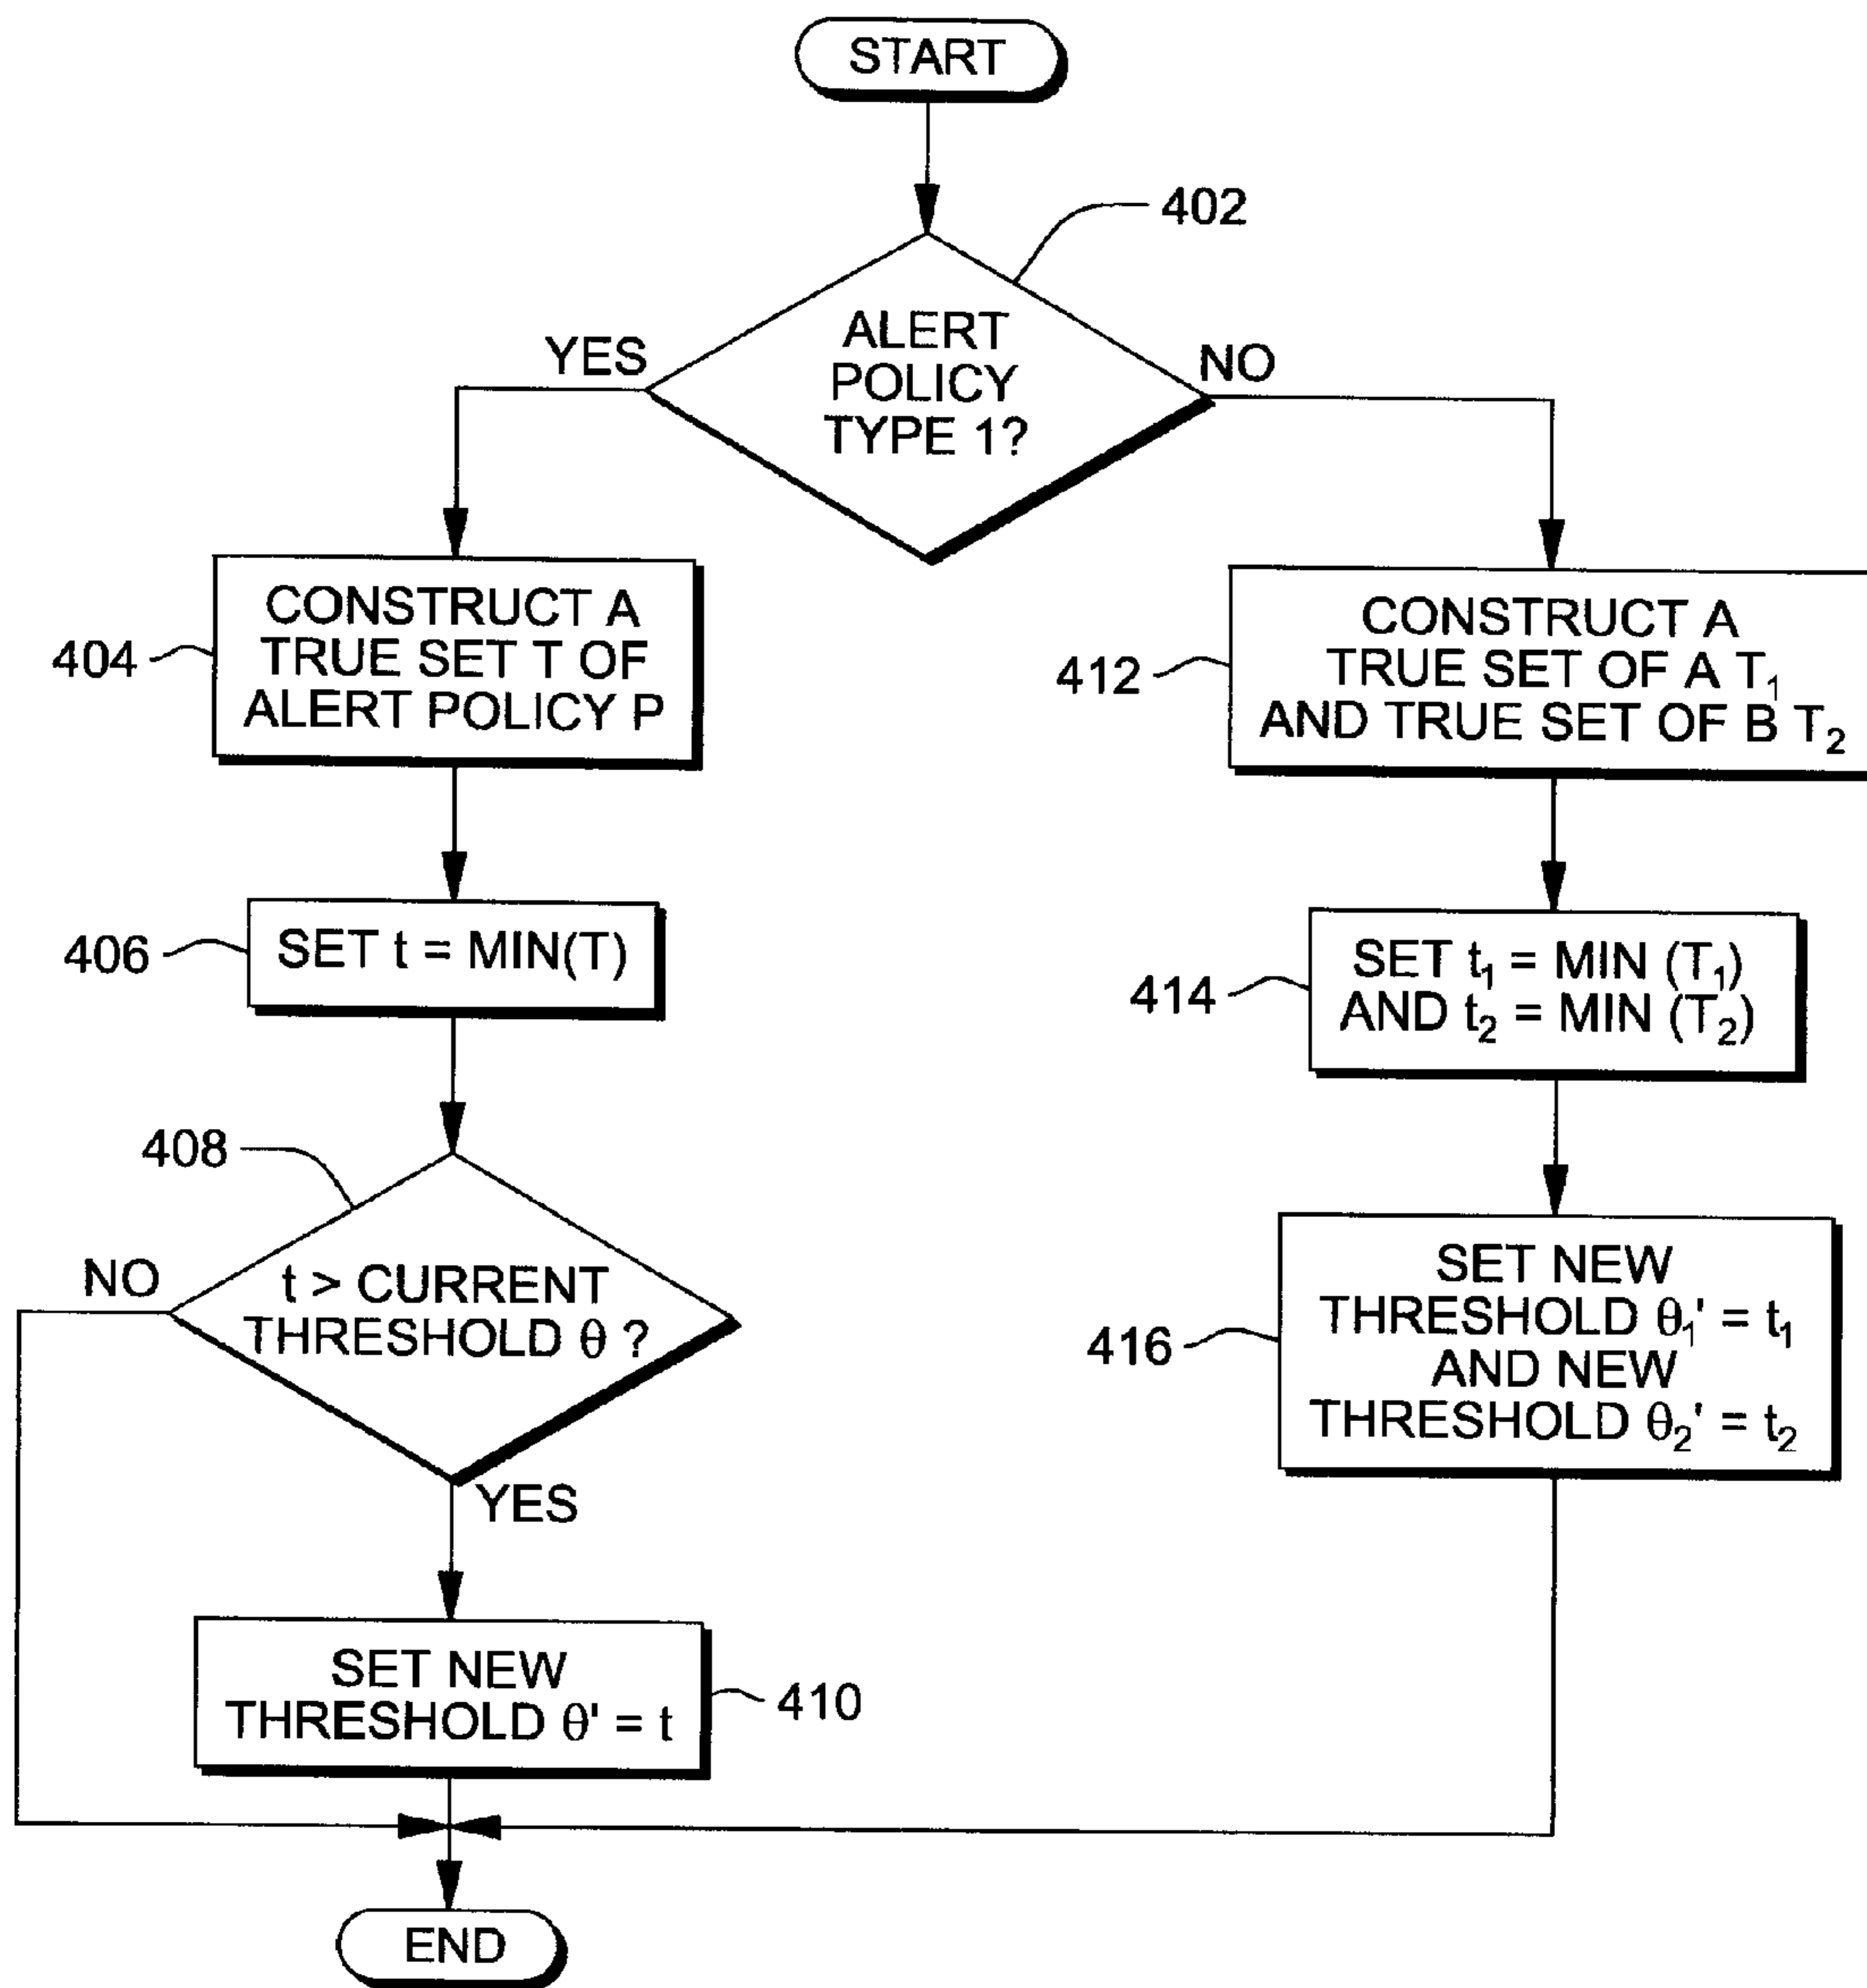 START
402
ALERT
POLICY
TYPE 1?
YES
NO
CONSTRUCT A
TRUE SET T OF
ALERT POLICY P
404
CONSTRUCT A
TRUE SET OF A T₁
AND TRUE SET OF B T₂
412
SET t = MIN(T)
406
SET t₁ = MIN (T₁)
AND t₂ = MIN (T₂)
414
408
t > CURRENT
THRESHOLD θ ?
NO
YES
SET NEW
THRESHOLD θ₁' = t₁
AND NEW
THRESHOLD θ₂' = t₂
416
SET NEW
THRESHOLD θ' = t
410
END